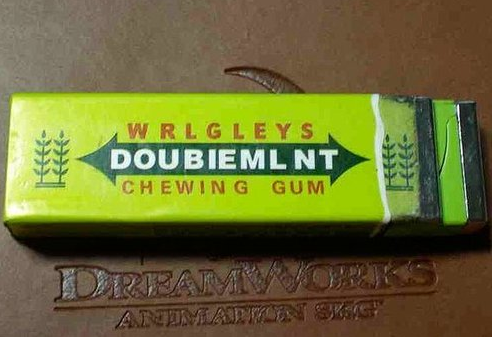 WRLGLEYS
DOUBIEMLNT
CHEWING GUM
DREAMWORKS
ANIMATION SKG